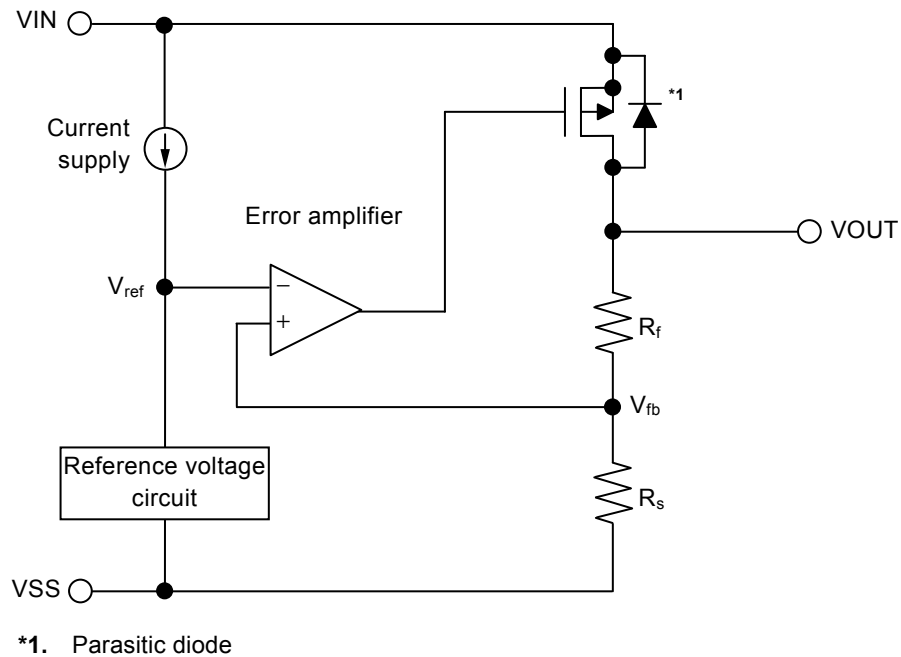 VIN
*1
Current
supply
Error amplifier
VOUT
Vref
−
+
Rf
Vfb
Reference voltage
circuit
Rs
VSS
*1. Parasitic diode